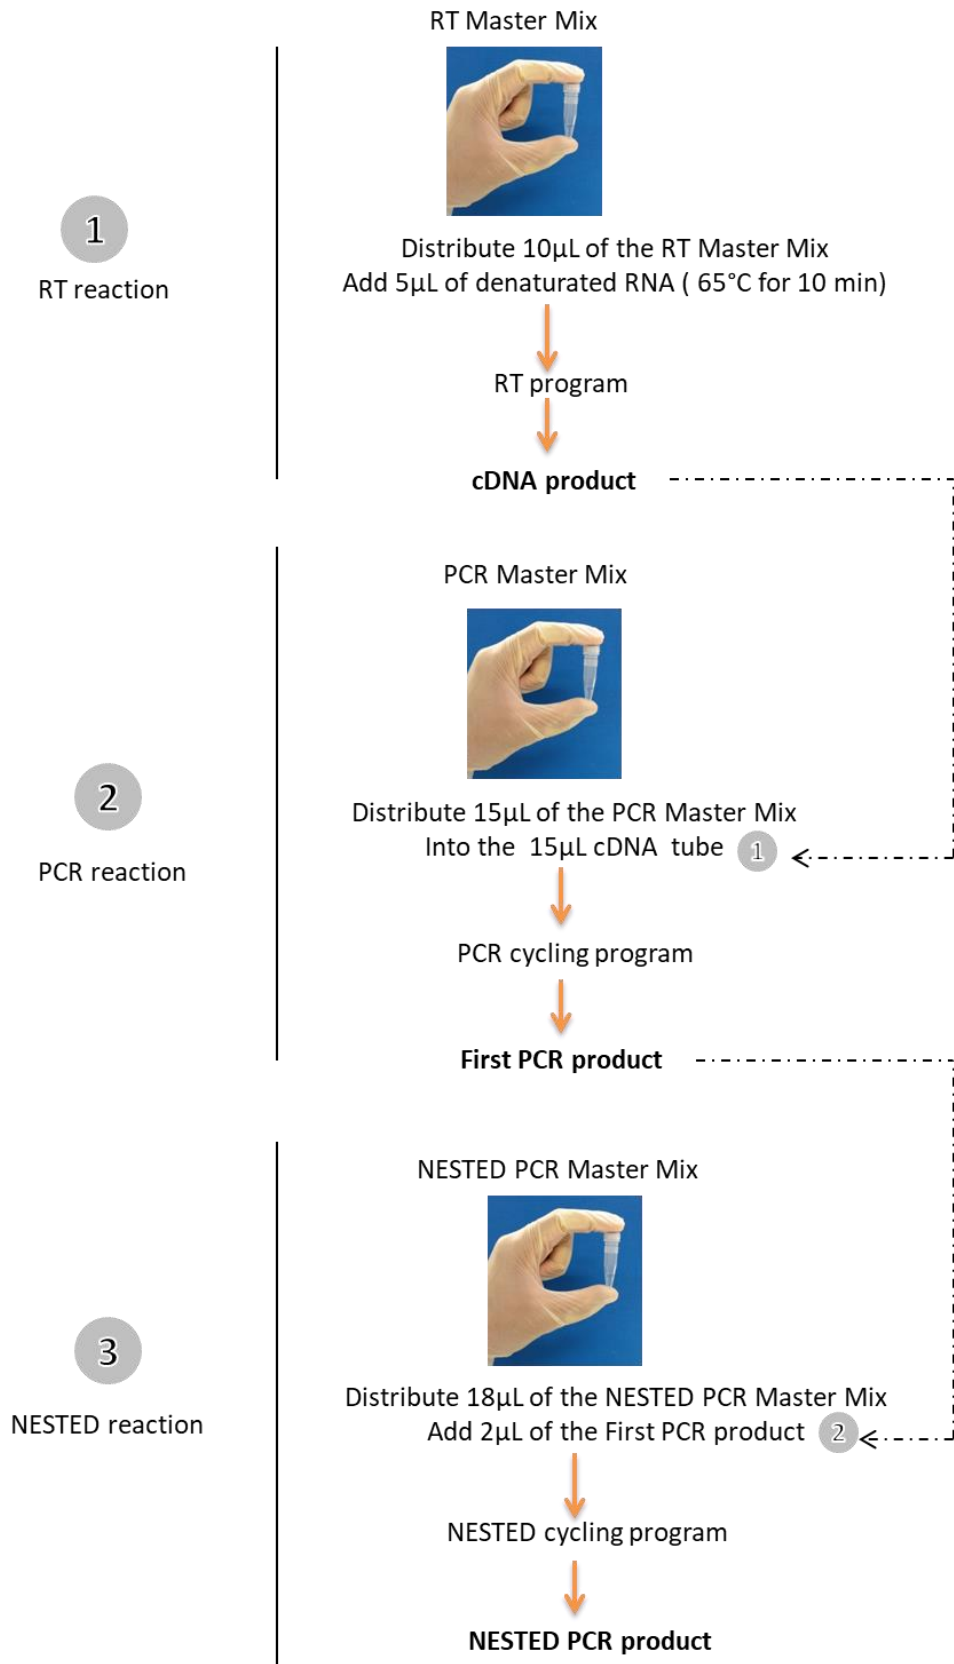 RT Master Mix
1
RT reaction
Distribute 10µL of the RT Master Mix
Add 5µL of denaturated RNA ( 65°C for 10 min)
RT program
cDNA product
PCR Master Mix
2
PCR reaction
Distribute 15µL of the PCR Master Mix
Into the 15µL cDNA tube 1
PCR cycling program
First PCR product
NESTED PCR Master Mix
3
NESTED reaction
Distribute 18µL of the NESTED PCR Master Mix
Add 2µL of the First PCR product 2
NESTED cycling program
NESTED PCR product